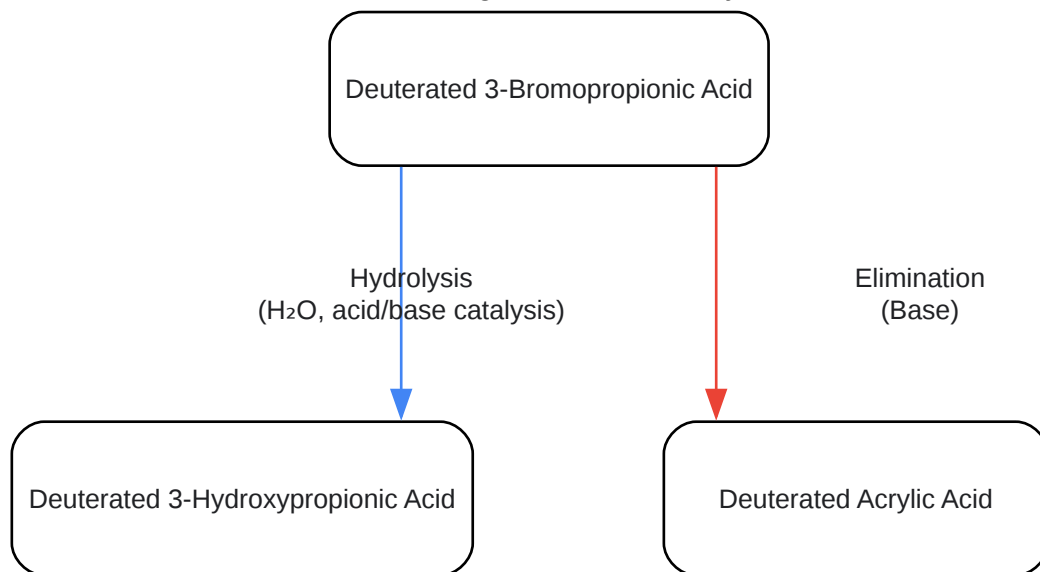 Deuterated 3-Bromopropionic Acid
Hydrolysis
(H₂O, acid/base catalysis)
Elimination
(Base)
Deuterated 3-Hydroxypropionic Acid
Deuterated Acrylic Acid